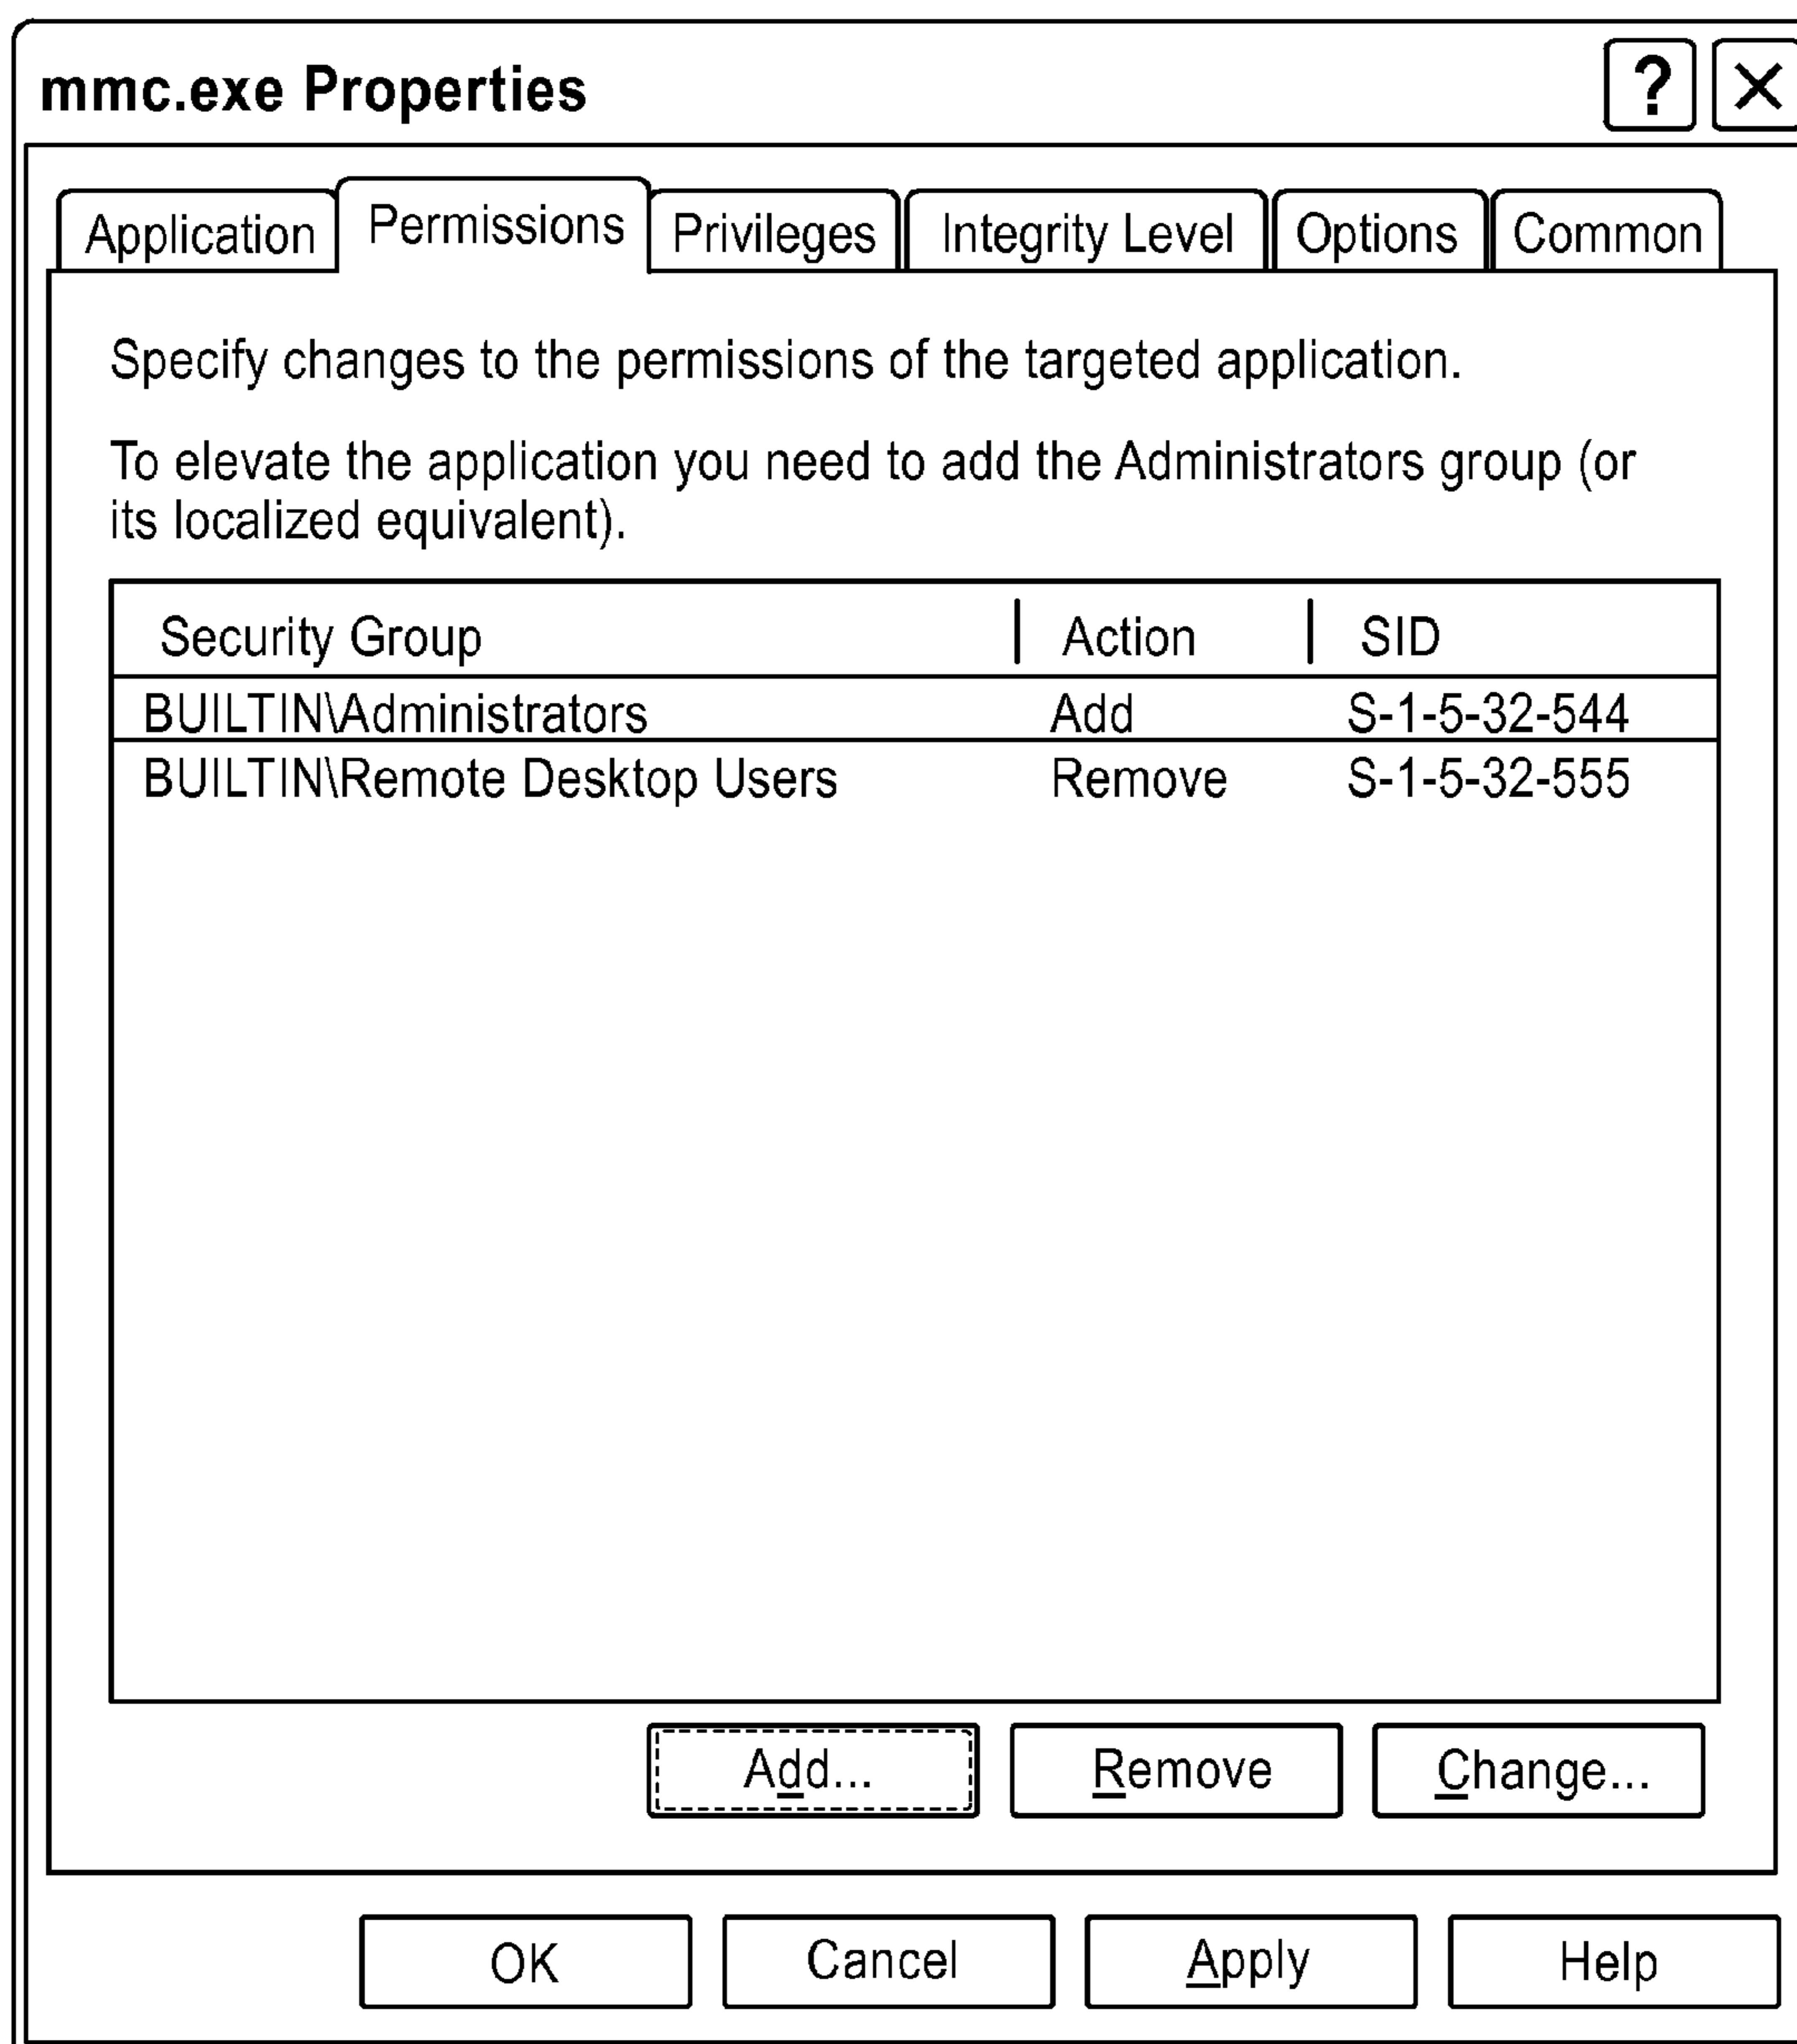 mmc.exe Properties ? ×
Application Permissions Privileges Integrity Level Options Common
Specify changes to the permissions of the targeted application.
To elevate the application you need to add the Administrators group (or
its localized equivalent).
Security Group Action SID
BUILTIN\Administrators Add S-1-5-32-544
BUILTIN\Remote Desktop Users Remove S-1-5-32-555
Add... Remove Change...
OK Cancel Apply Help